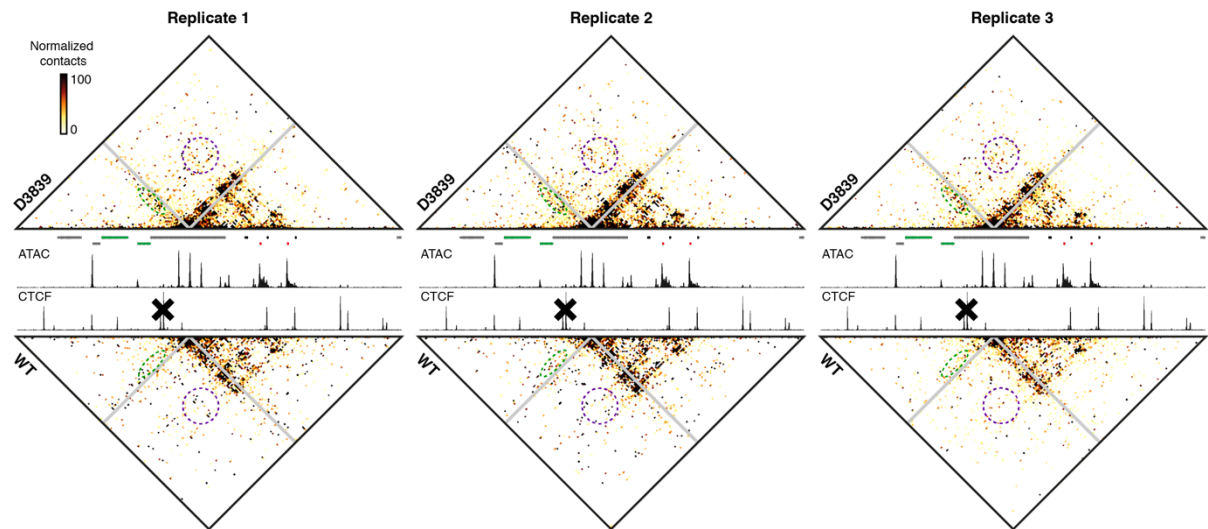 Replicate 1
Replicate 2
Replicate 3
Normalized
contacts
100
0
D3839
D3839
D3839
ATAC
ATAC
ATAC
CTCF
CTCF
CTCF
WT
WT
WT